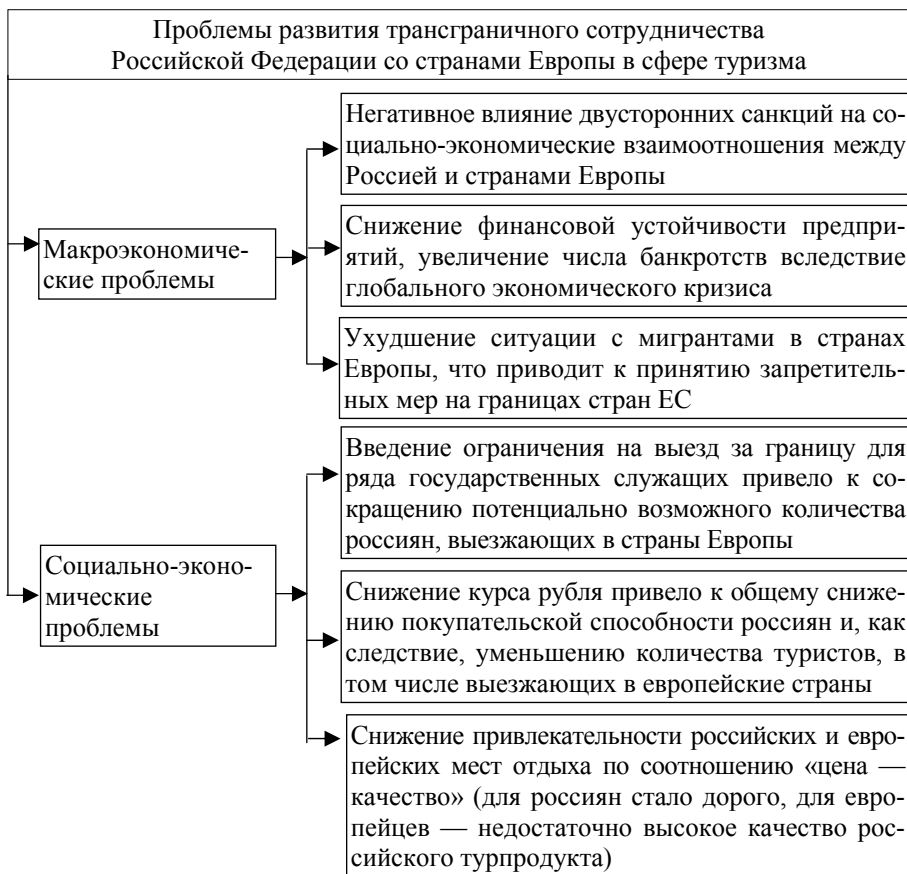 Проблемы развития трансграничного сотрудничества
Российской Федерации со странами Европы в сфере туризма
Макроэкономиче-
ские проблемы
Негативное влияние двусторонних санкций на со-
циально-экономические взаимоотношения между
Россией и странами Европы
Снижение финансовой устойчивости предпри-
ятий, увеличение числа банкротств вследствие
глобального экономического кризиса
Ухудшение ситуации с мигрантами в странах
Европы, что приводит к принятию запретитель-
ных мер на границах стран ЕС
Социально-эконо-
мические
проблемы
Введение ограничения на выезд за границу для
ряда государственных служащих привело к со-
кращению потенциально возможного количества
россиян, выезжающих в страны Европы
Снижение курса рубля привело к общему сниже-
нию покупательской способности россиян и, как
следствие, уменьшению количества туристов, в
том числе выезжающих в европейские страны
Снижение привлекательности российских и евро-
пейских мест отдыха по соотношению «цена —
качество» (для россиян стало дорого, для евро-
пейцев — недостаточно высокое качество рос-
сийского турпродукта)